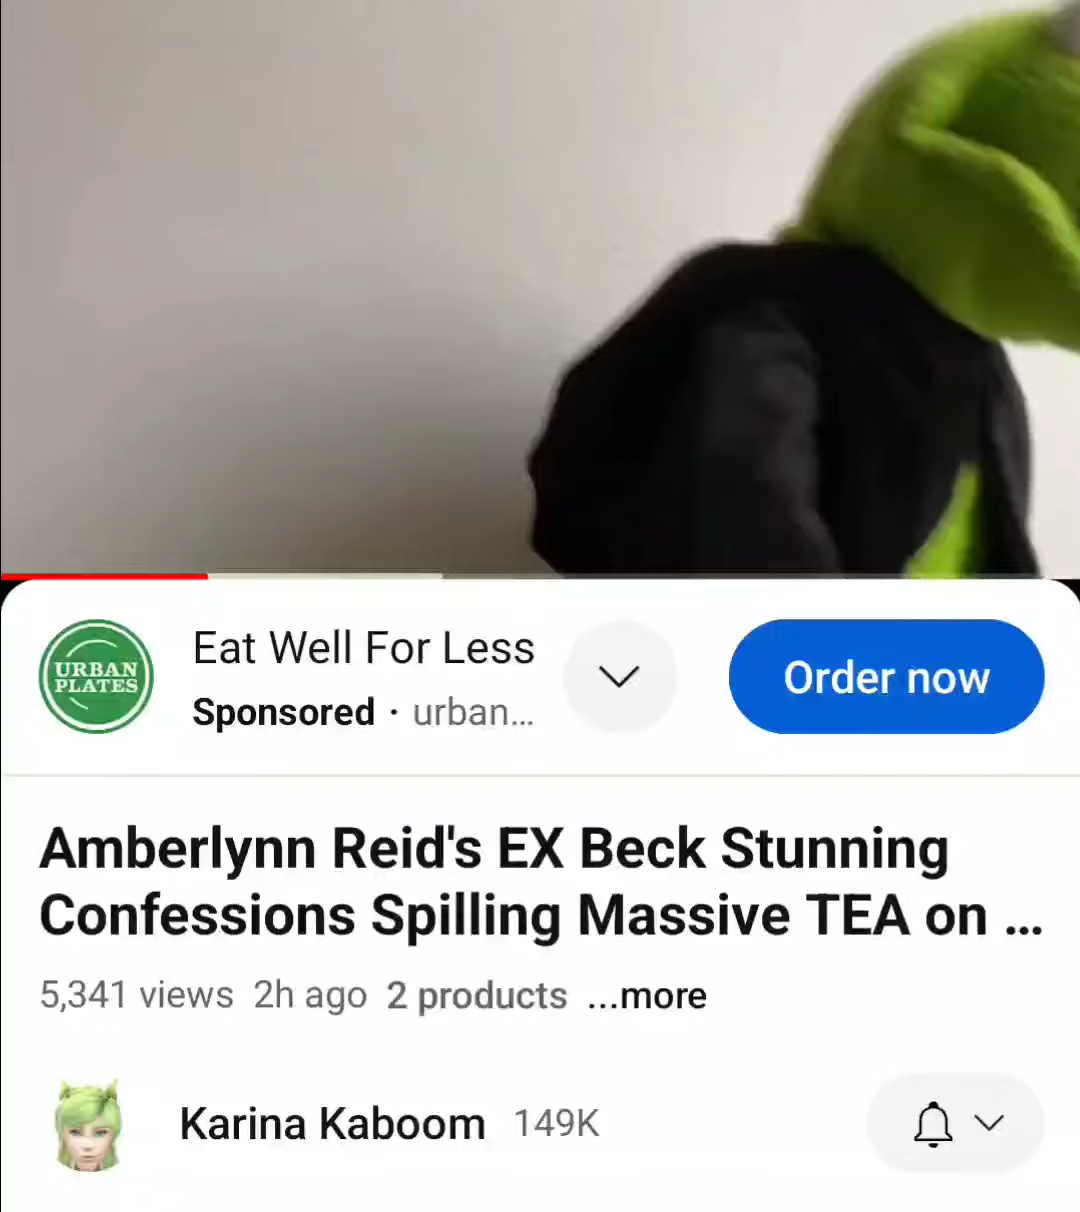 URBAN
PLATES
Eat Well For Less
Sponsored · urban...
Order now
Amberlynn Reid's EX Beck Stunning
Confessions Spilling Massive TEA on ...
5,341 views 2h ago 2 products ...more
Karina Kaboom 149K